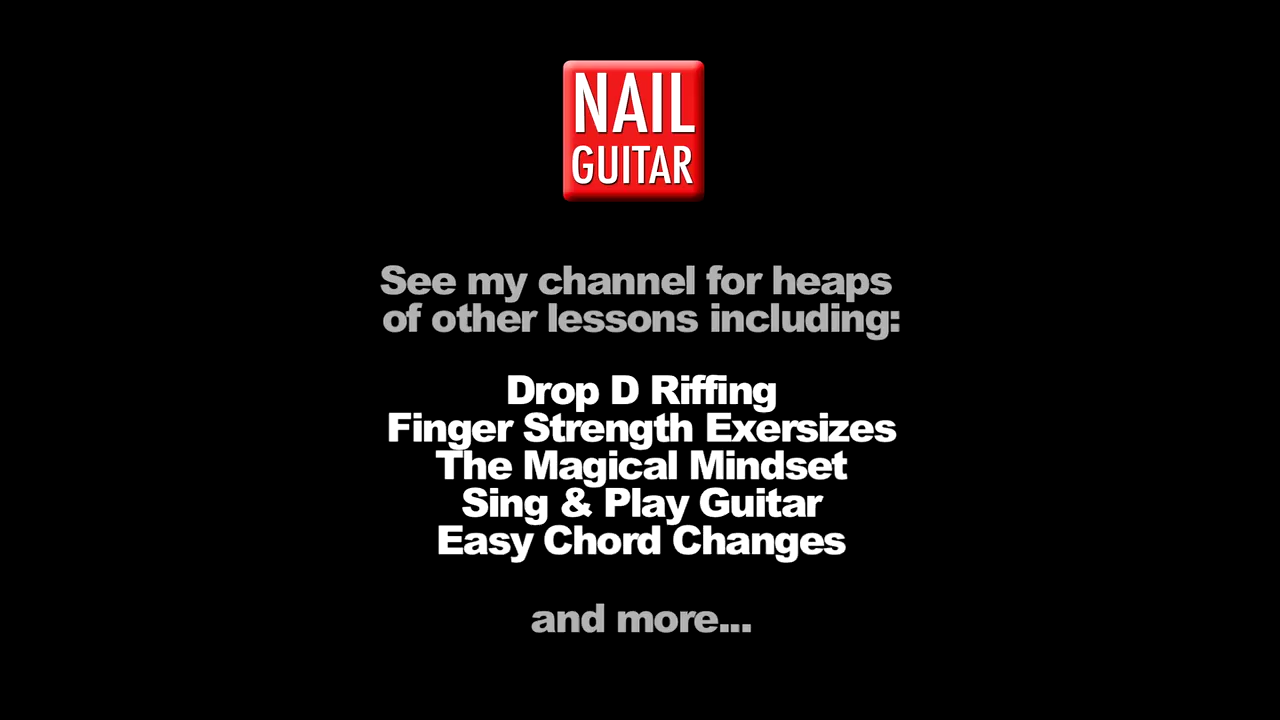 NAIL
GUITAR
See my channel for heaps
of other lessons including:
Drop D Riffing
Finger Strength Exersizes
The Magical Mindset
Sing & Play Guitar
Easy Chord Changes
and more...